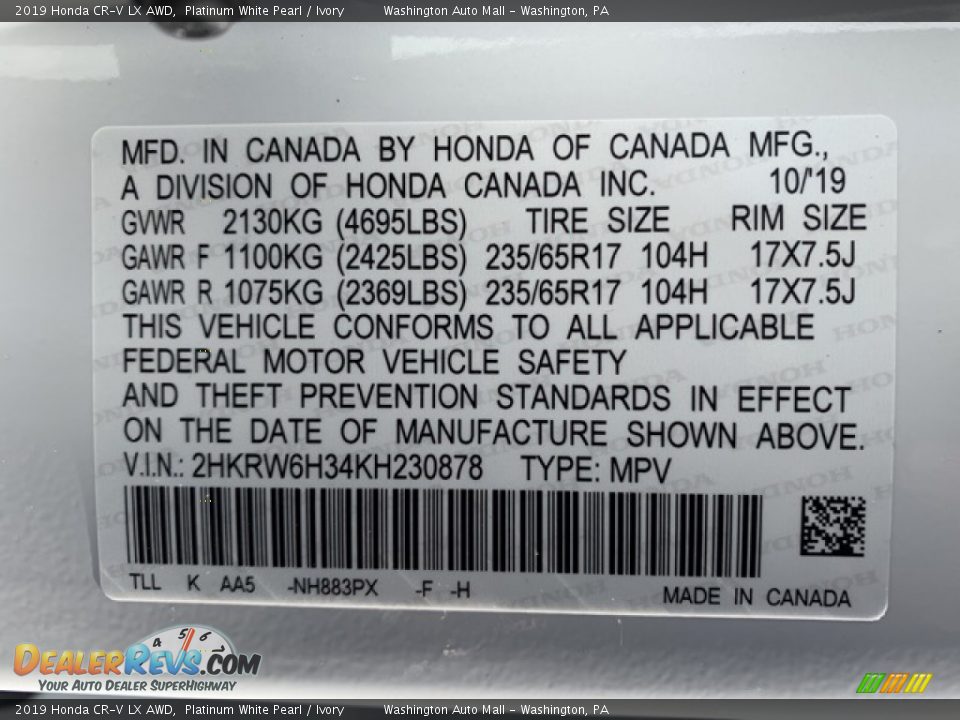 2019 Honda CR-V LX AWD, Platinum White Pearl / Ivory Washington Auto Mall - Washington, PA
MFD. IN CANADA BY HONDA OF CANADA MFG.,
A DIVISION OF HONDA CANADA INC. 10/'19
GVWR 2130KG (4695LBS) TIRE SIZE RIM SIZE
GAWR F 1100KG (2425LBS) 235/65R17 104H 17X7.5J
GAWR R 1075KG (2369LBS) 235/65R17 104H 17X7.5J
THIS VEHICLE CONFORMS TO ALL APPLICABLE
FEDERAL MOTOR VEHICLE SAFETY
AND THEFT PREVENTION STANDARDS IN EFFECT
ON THE DATE OF MANUFACTURE SHOWN ABOVE.
V.I.N.: 2HKRW6H34KH230878 TYPE: MPV
TLL K AA5 -NH883PX -F -H MADE IN CANADA
4 5 6
DEALERREVS.COM
YOUR AUTO DEALER SUPERHIGHWAY
2019 Honda CR-V LX AWD, Platinum White Pearl / Ivory Washington Auto Mall - Washington, PA